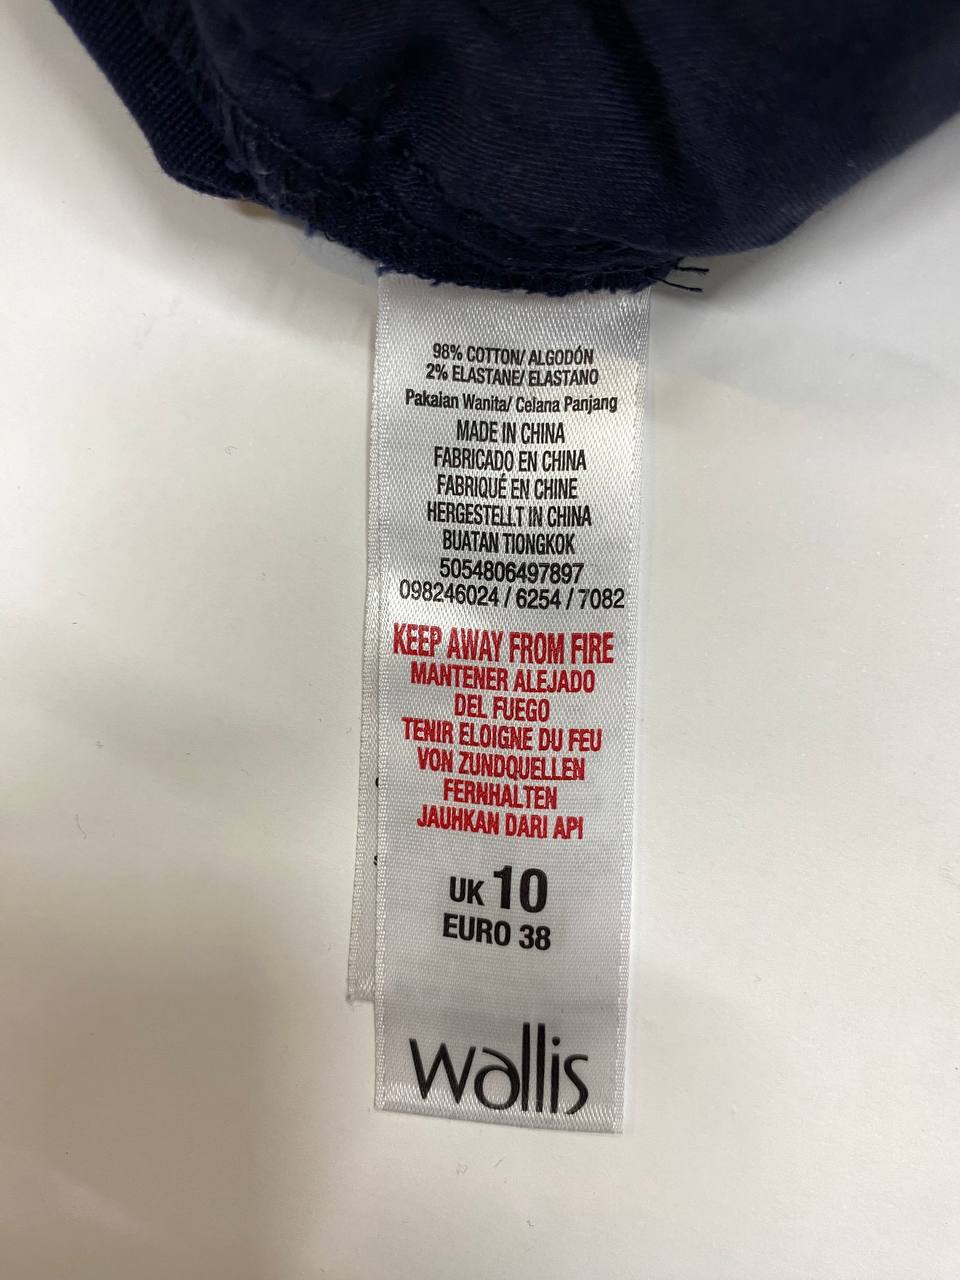 98% COTTON/ ALGODÓN
2% ELASTANE/ ELASTANO
Pakaian Wanita/ Celana Panjang
MADE IN CHINA
FABRICADO EN CHINA
FABRIQUÉ EN CHINE
HERGESTELLT IN CHINA
BUATAN TIONGKOK
5054806497897
098246024 / 6254 / 7082
KEEP AWAY FROM FIRE
MANTENER ALEJADO
DEL FUEGO
TENIR ELOIGNE DU FEU
VON ZUNDQUELLEN
FERNHALTEN
JAUHKAN DARI API
UK 10
EURO 38
wallis